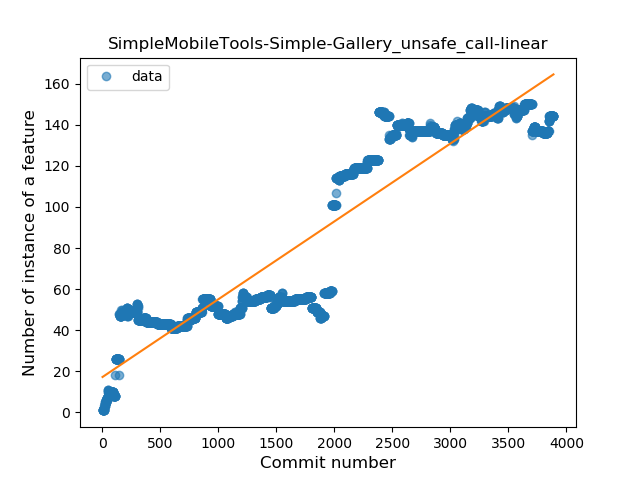 SimpleMobileTools-Simple-Gallery_unsafe_call-linear
data
Number of instance of a feature
160
140
120
100
80
60
40
20
0
0 500 1000 1500 2000 2500 3000 3500 4000
Commit number